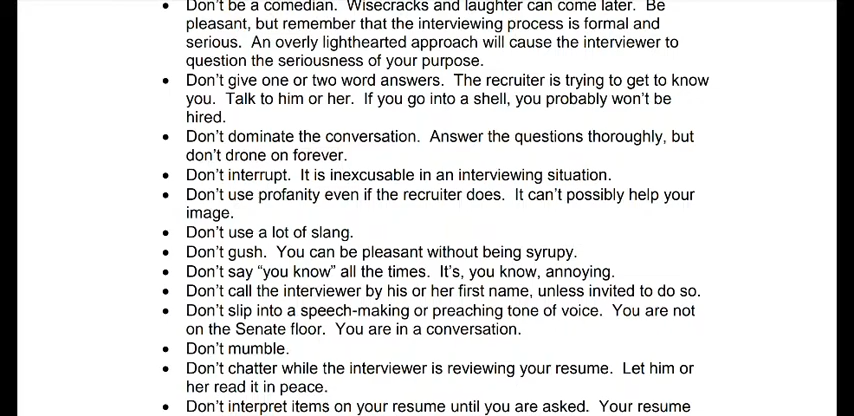 • Don't be a comedian. Wisecracks and laughter can come later. Be
pleasant, but remember that the interviewing process is formal and
serious. An overly lighthearted approach will cause the interviewer to
question the seriousness of your purpose.
• Don't give one or two word answers. The recruiter is trying to get to know
you. Talk to him or her. If you go into a shell, you probably won't be
hired.
• Don't dominate the conversation. Answer the questions thoroughly, but
don't drone on forever.
• Don't interrupt. It is inexcusable in an interviewing situation.
• Don't use profanity even if the recruiter does. It can't possibly help your
image.
• Don't use a lot of slang.
• Don't gush. You can be pleasant without being syrupy.
• Don't say “you know” all the times. It's, you know, annoying.
• Don't call the interviewer by his or her first name, unless invited to do so.
• Don't slip into a speech-making or preaching tone of voice. You are not
on the Senate floor. You are in a conversation.
• Don't mumble.
• Don't chatter while the interviewer is reviewing your resume. Let him or
her read it in peace.
• Don't interpret items on your resume until you are asked. Your resume